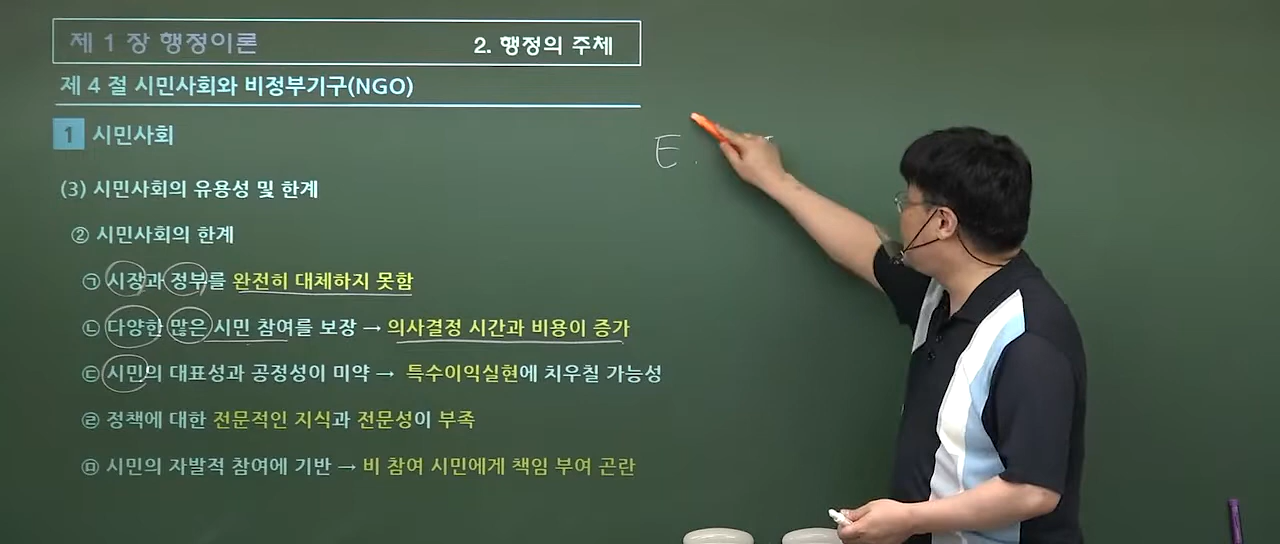 제 1 장 행정이론
2. 행정의 주체
제 4 절 시민사회와 비정부기구(NGO)
1 시민사회
E.
(3) 시민사회의 유용성 및 한계
② 시민사회의 한계
㉠ 시장과 정부를 완전히 대체하지 못함
㉡ 다양한 많은 시민 참여를 보장 → 의사결정 시간과 비용이 증가
㉢ 시민의 대표성과 공정성이 미약 → 특수이익실현에 치우칠 가능성
㉣ 정책에 대한 전문적인 지식과 전문성이 부족
㉤ 시민의 자발적 참여에 기반 → 비 참여 시민에게 책임 부여 곤란